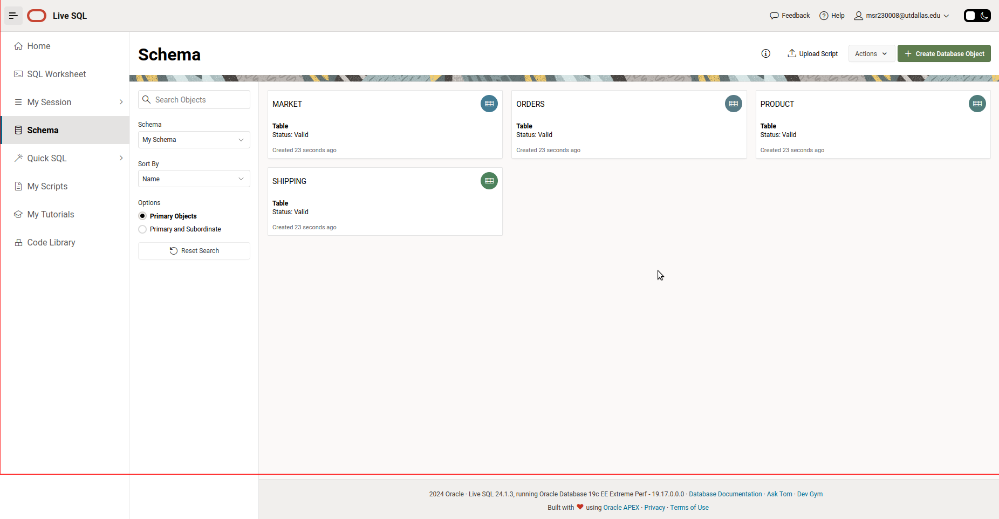 Live SQL
Feedback
Help
msr230008@utdallas.edu
Home
SQL Worksheet
My Session
Schema
Quick SQL
My Scripts
My Tutorials
Code Library
Schema
Upload Script
Actions
Create Database Object
Search Objects
Schema
My Schema
Sort By
Name
Options
Primary Objects
Primary and Subordinate
Reset Search
MARKET
Table
Status: Valid
Created 23 seconds ago
ORDERS
Table
Status: Valid
Created 23 seconds ago
PRODUCT
Table
Status: Valid
Created 23 seconds ago
SHIPPING
Table
Status: Valid
Created 23 seconds ago
2024 Oracle · Live SQL 24.1.3, running Oracle Database 19c EE Extreme Perf - 19.17.0.0.0 · Database Documentation · Ask Tom · Dev Gym
Built with ❤ using Oracle APEX · Privacy · Terms of Use